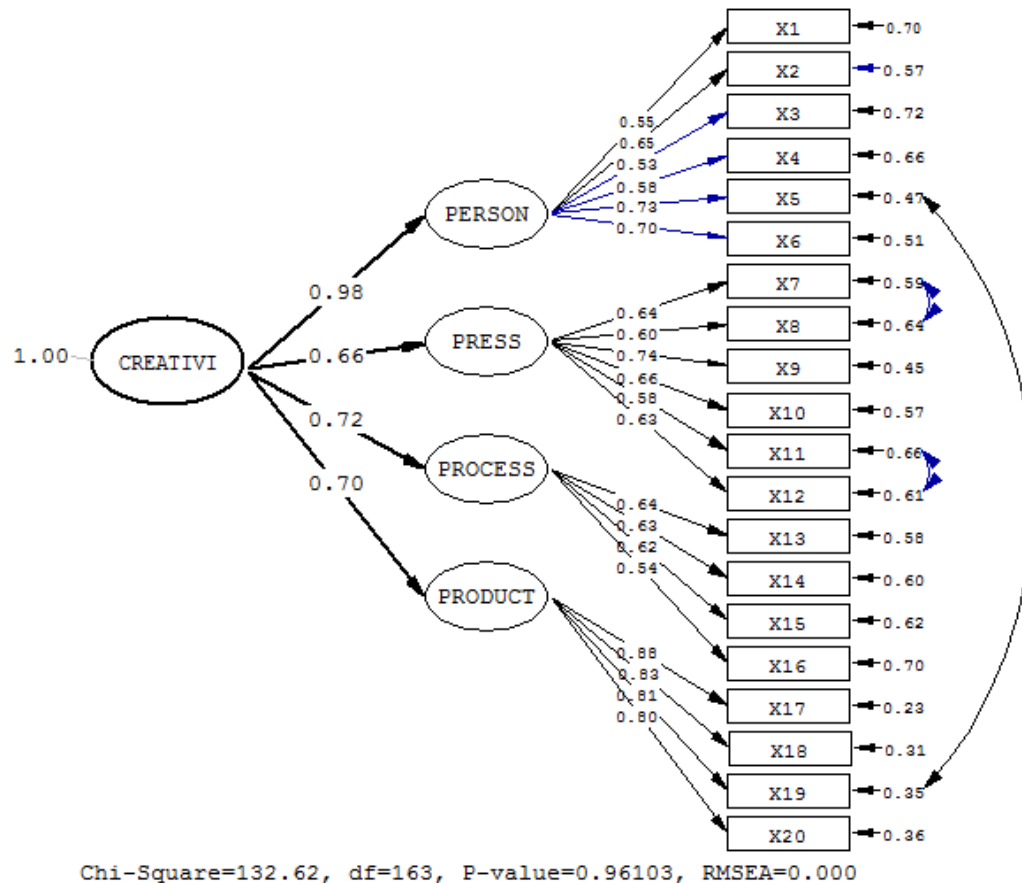 X1 0.70
X2 0.57
X3 0.72
0.55
0.65
X4 0.66
0.53
0.58
X5 0.47
PERSON
0.73
0.70
X6 0.51
X7 0.59
0.98
0.64
X8 0.64
0.60
PRESS
1.00
CREATIVI
0.66
0.74
X9 0.45
0.66
0.58
X10 0.57
0.63
0.72
X11 0.66
PROCESS
0.70
X12 0.61
0.64
X13 0.58
0.63
0.62
0.54
X14 0.60
PRODUCT
X15 0.62
0.88
X16 0.70
0.83
0.81
X17 0.23
0.80
X18 0.31
X19 0.35
X20 0.36
Chi-Square=132.62, df=163, P-value=0.96103, RMSEA=0.000